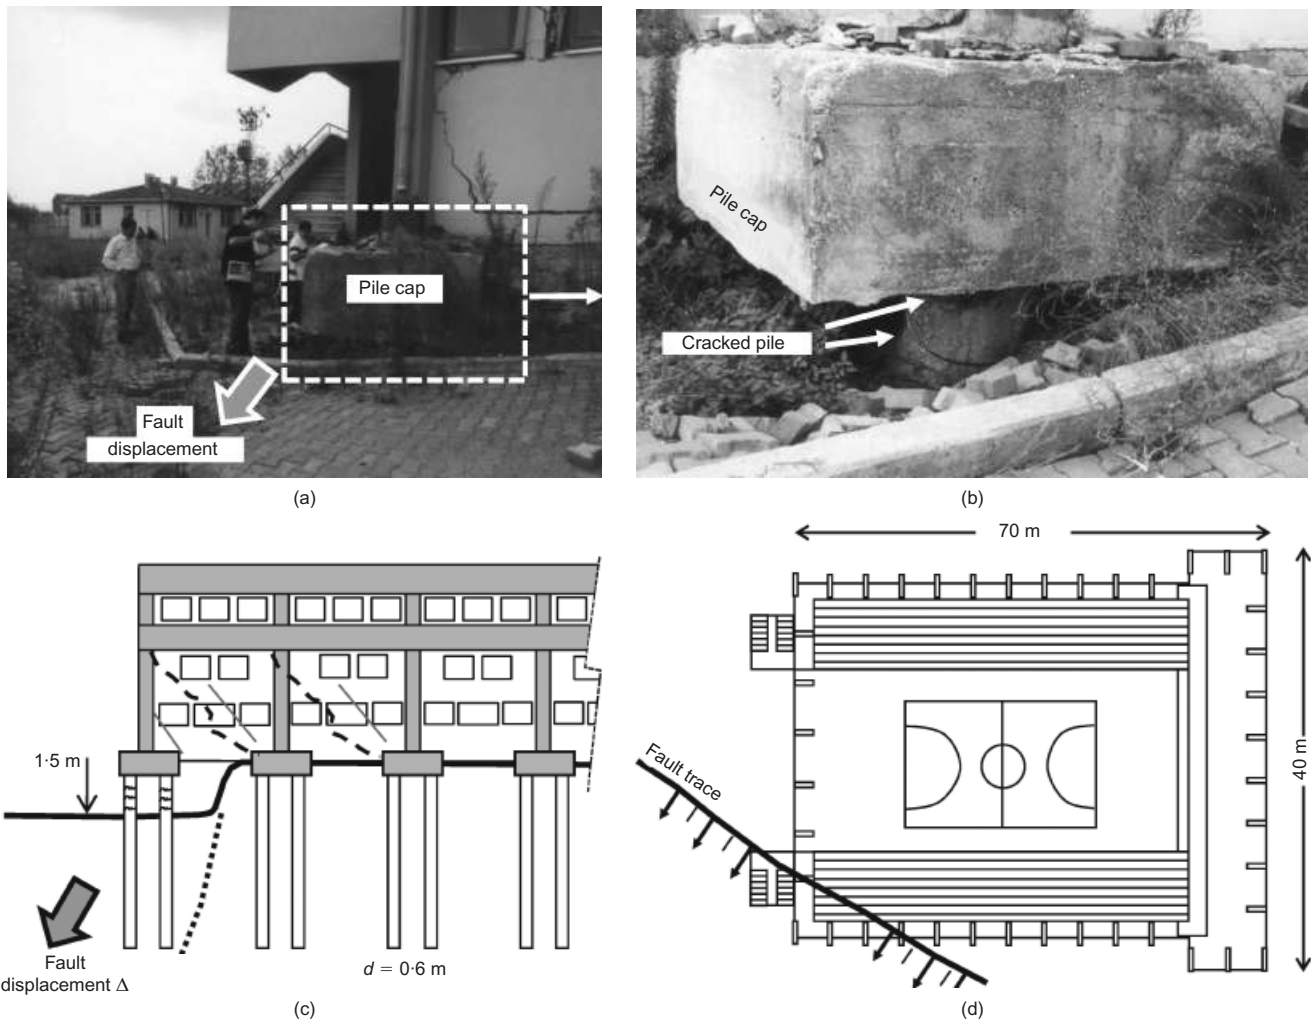 Pile cap
Fault
displacement
(a)
Pile cap
Cracked pile
(b)
1·5 m
Fault
displacement Δ
d = 0·6 m
(c)
70 m
40 m
Fault trace
(d)